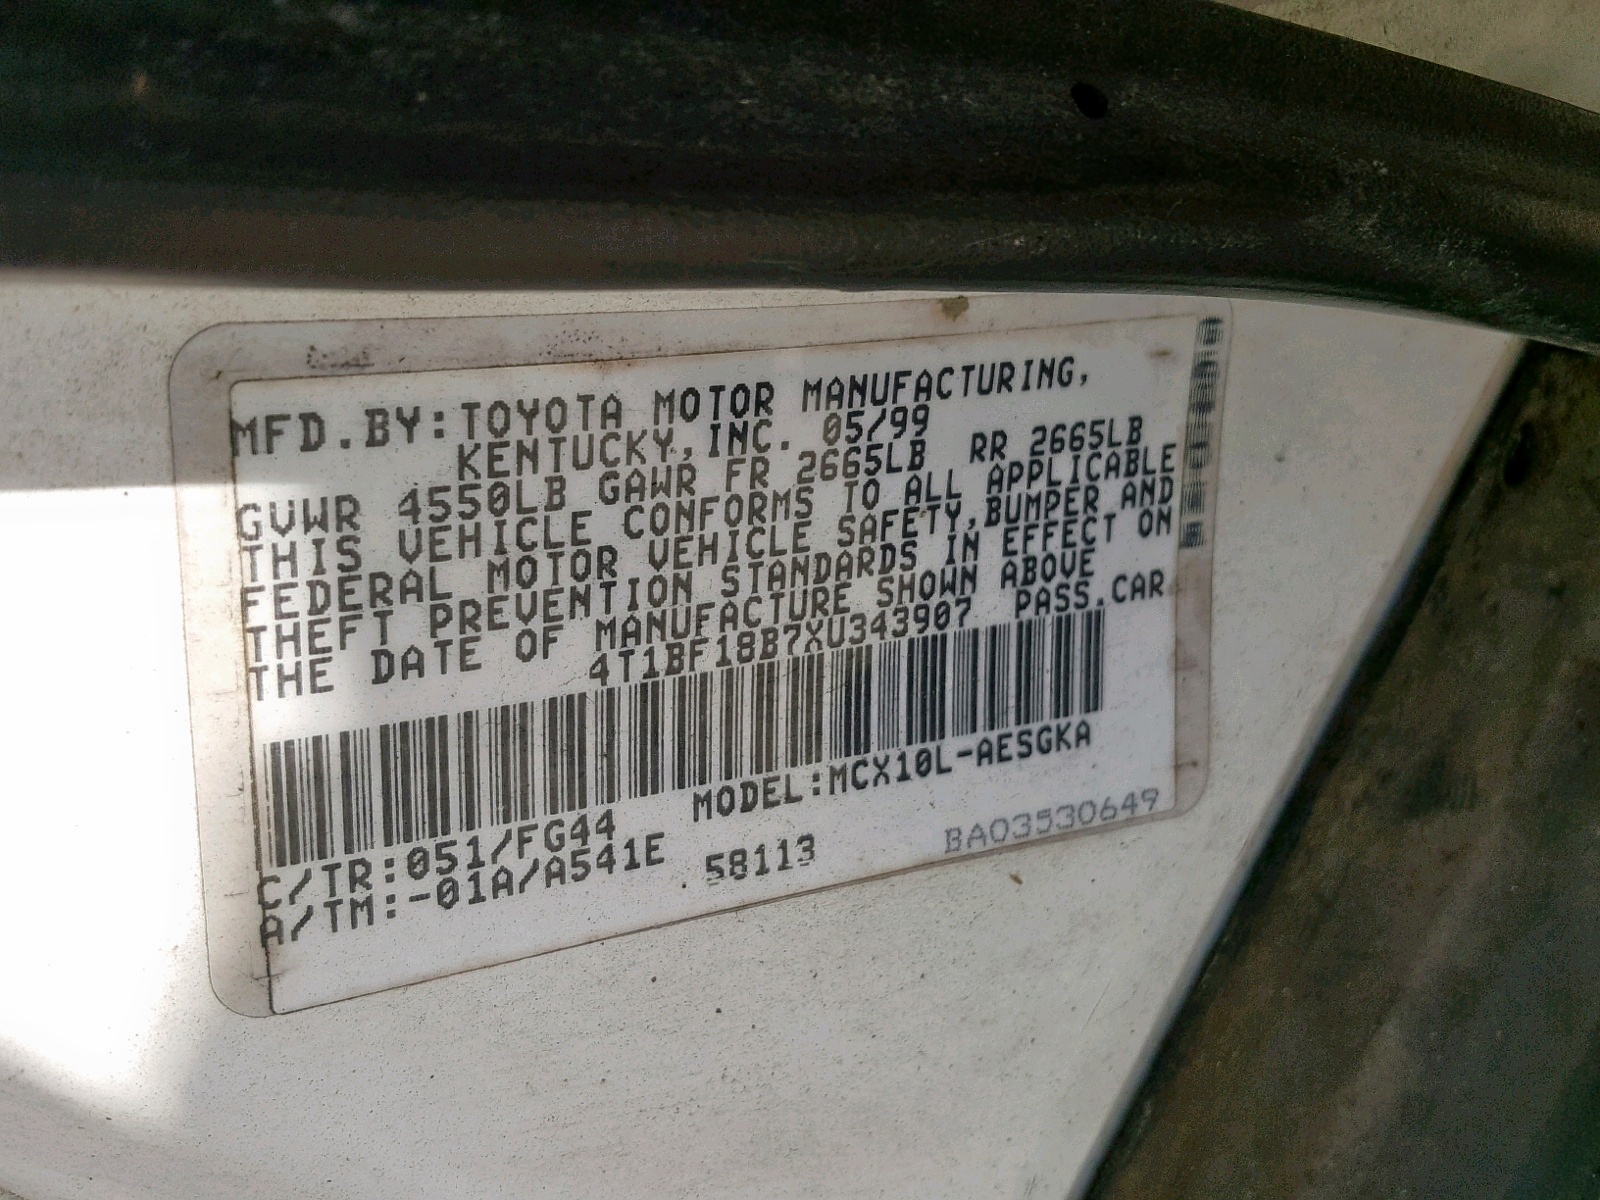 MFD.BY:TOYOTA MOTOR MANUFACTURING,
KENTUCKY,INC. 05/99
GVWR 4550LB GAWR FR 2665LB RR 2665LB
THIS VEHICLE CONFORMS TO ALL APPLICABLE
FEDERAL MOTOR VEHICLE SAFETY,BUMPER AND
THEFT PREVENTION STANDARDS IN EFFECT ON
THE DATE OF MANUFACTURE SHOWN ABOVE
4T1BF18B7XU343907 PASS.CAR
MODEL:MCX10L-AESGKA
C/TR:051/FG44
A/TM:-01A/A541E 58113
BA03530649